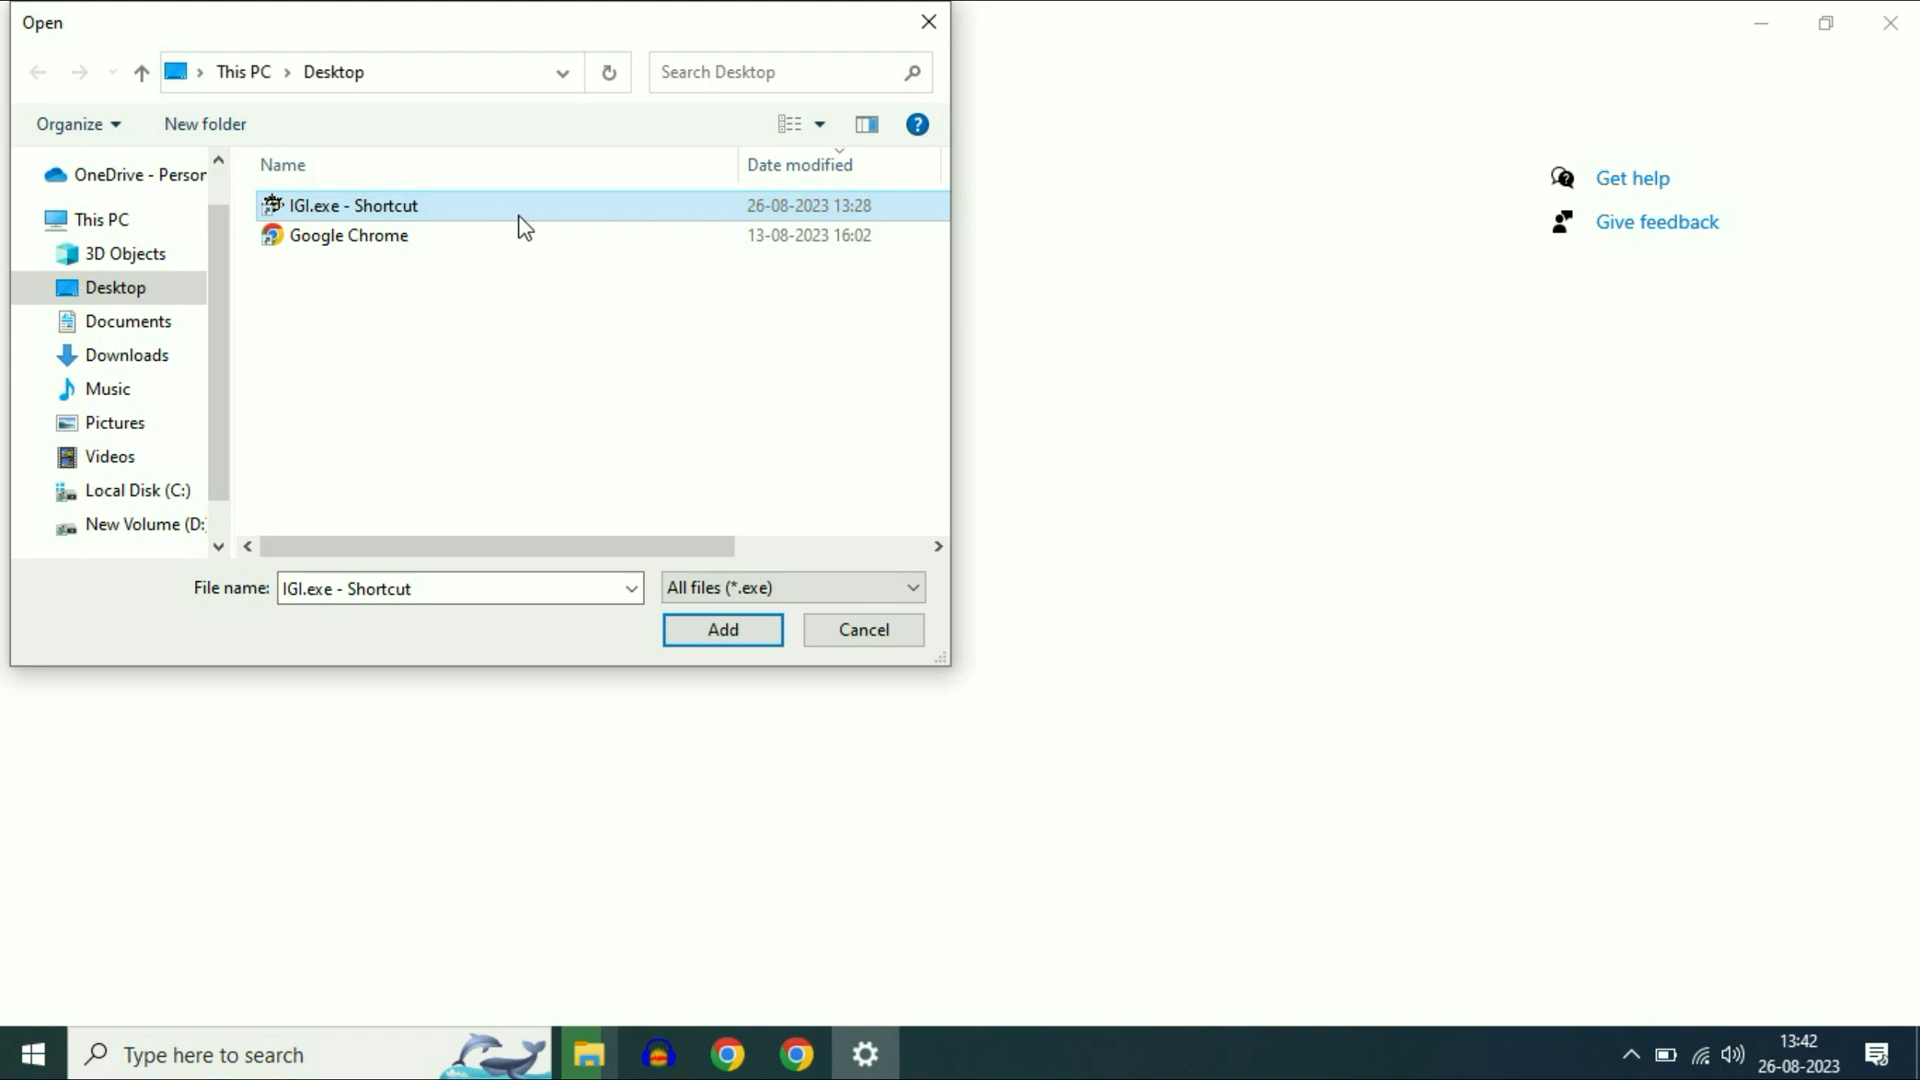 Open
This PC > Desktop
Search Desktop
Organize
New folder
Name
Date modified
OneDrive - Persor
This PC
3D Objects
Desktop
Documents
Downloads
Music
Pictures
Videos
Local Disk (C:)
New Volume (D:
IGI.exe - Shortcut 26-08-2023 13:28
Google Chrome 13-08-2023 16:02
File name: IGI.exe - Shortcut
All files (*.exe)
Add
Cancel
Get help
Give feedback
Type here to search
13:42
26-08-2023